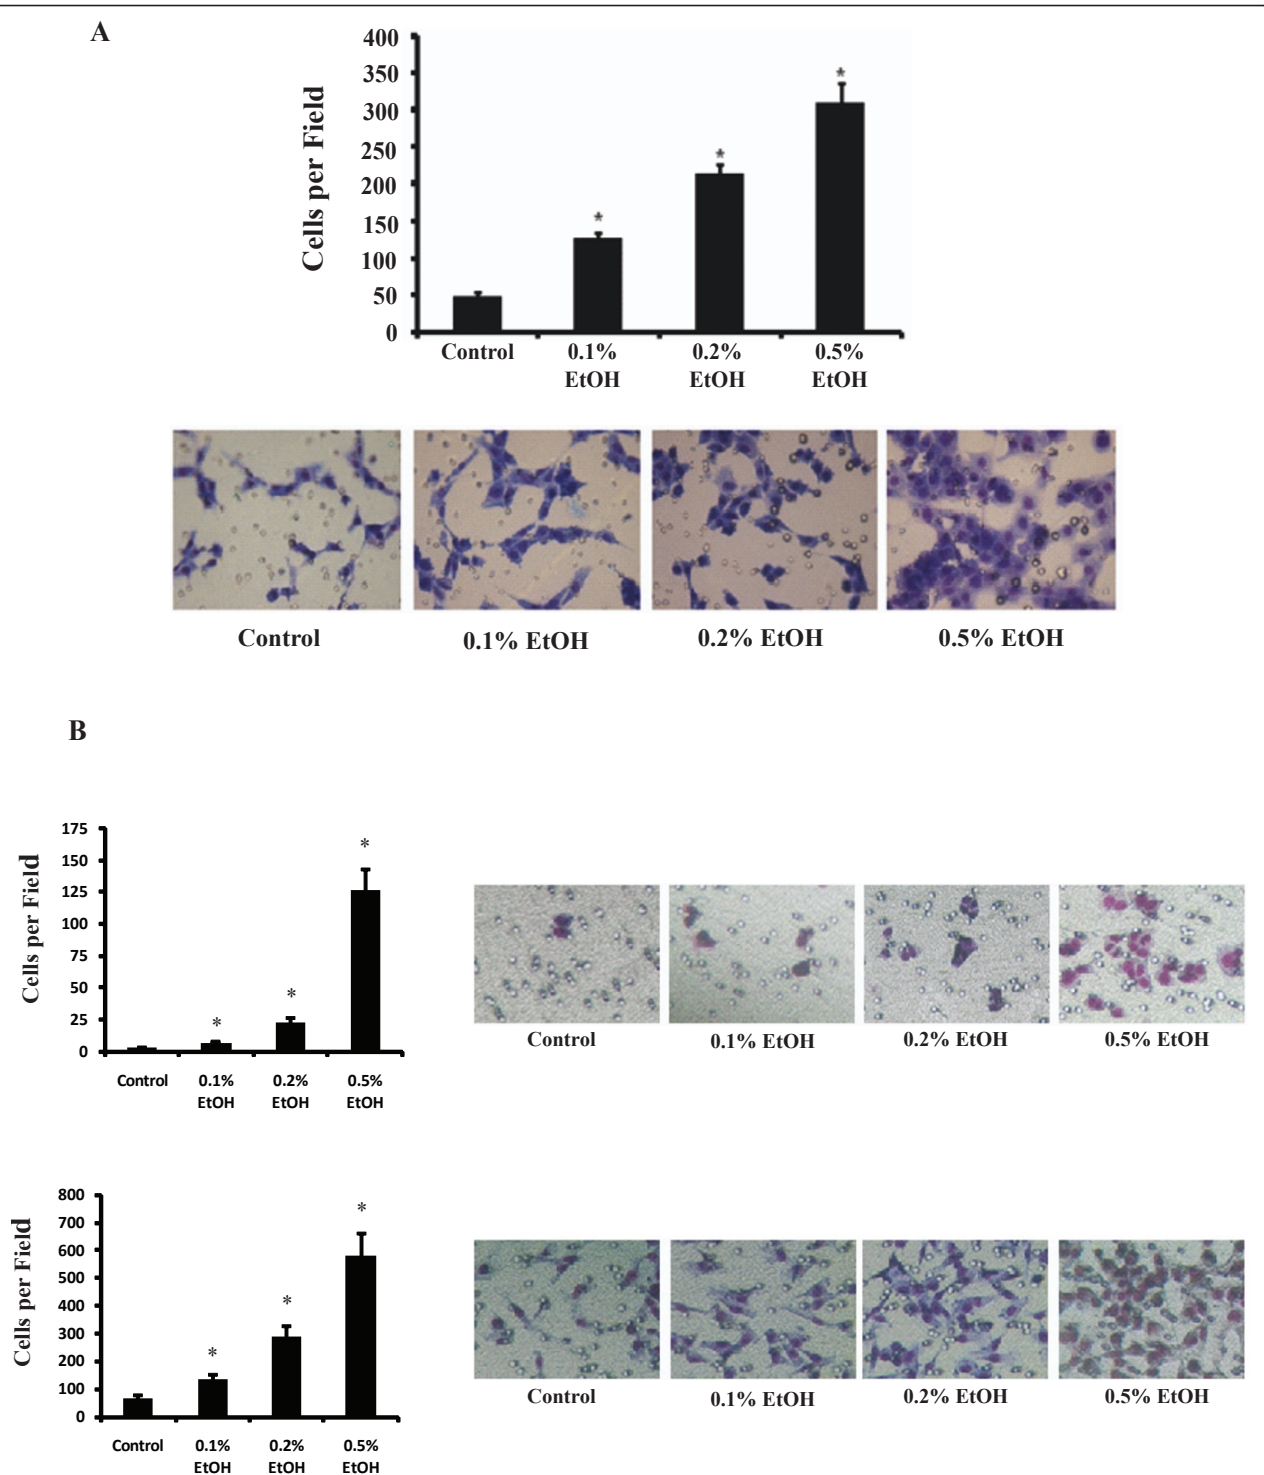 A
400
350
300
250
200
150
100
50
0
Cells per Field
*
*
*
Control
0.1%
EtOH
0.2%
EtOH
0.5%
EtOH
Control
0.1% EtOH
0.2% EtOH
0.5% EtOH
B
175
150
125
100
75
50
25
0
Cells per Field
*
*
*
Control
0.1%
EtOH
0.2%
EtOH
0.5%
EtOH
Control
0.1% EtOH
0.2% EtOH
0.5% EtOH
800
700
600
500
400
300
200
100
0
Cells per Field
*
*
*
Control
0.1%
EtOH
0.2%
EtOH
0.5%
EtOH
Control
0.1% EtOH
0.2% EtOH
0.5% EtOH